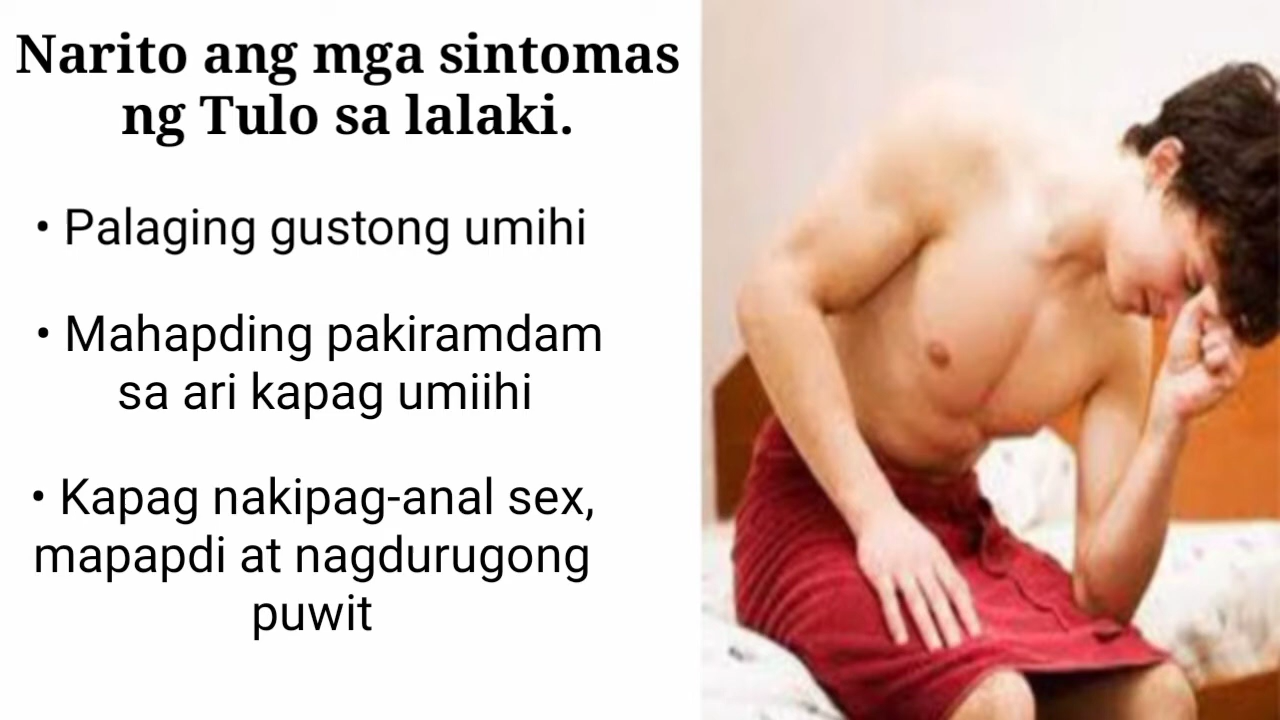 Narito ang mga sintomas
ng Tulo sa lalaki.
• Palaging gustong umihi
• Mahapding pakiramdam
sa ari kapag umiihi
• Kapag nakipag-anal sex,
mapapdi at nagdurugong
puwit